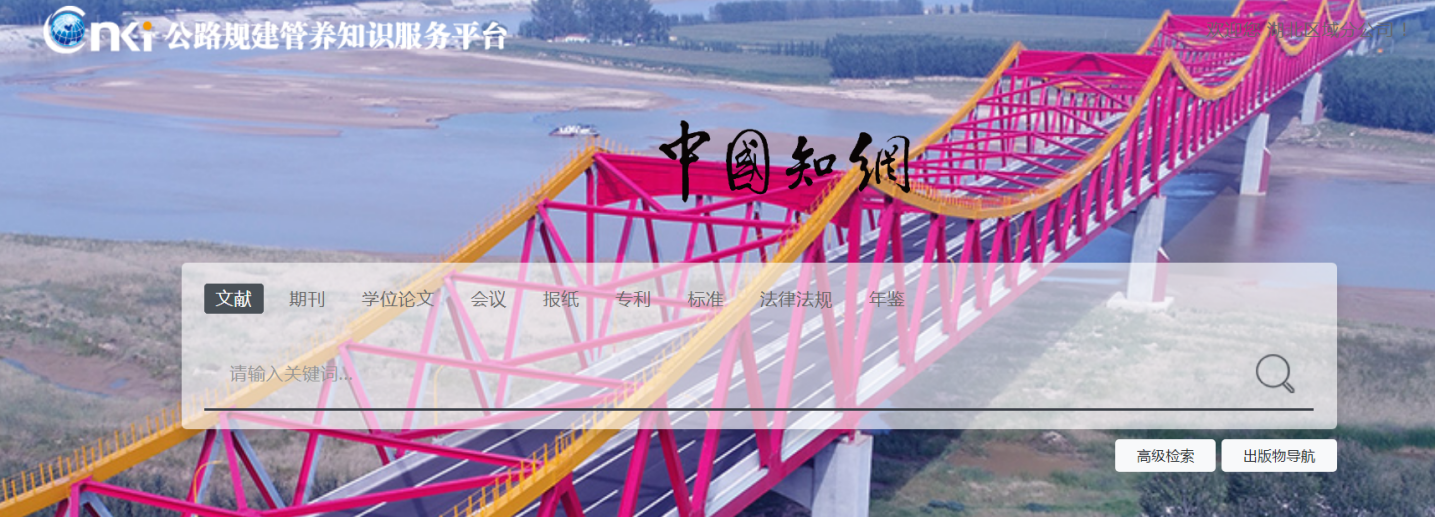 Cnki 公路规建管养知识服务平台
中國知網
文献 期刊 学位论文 会议 报纸 专利 标准 法律法规 年鉴
请输入关键词...
高级检索 出版物导航